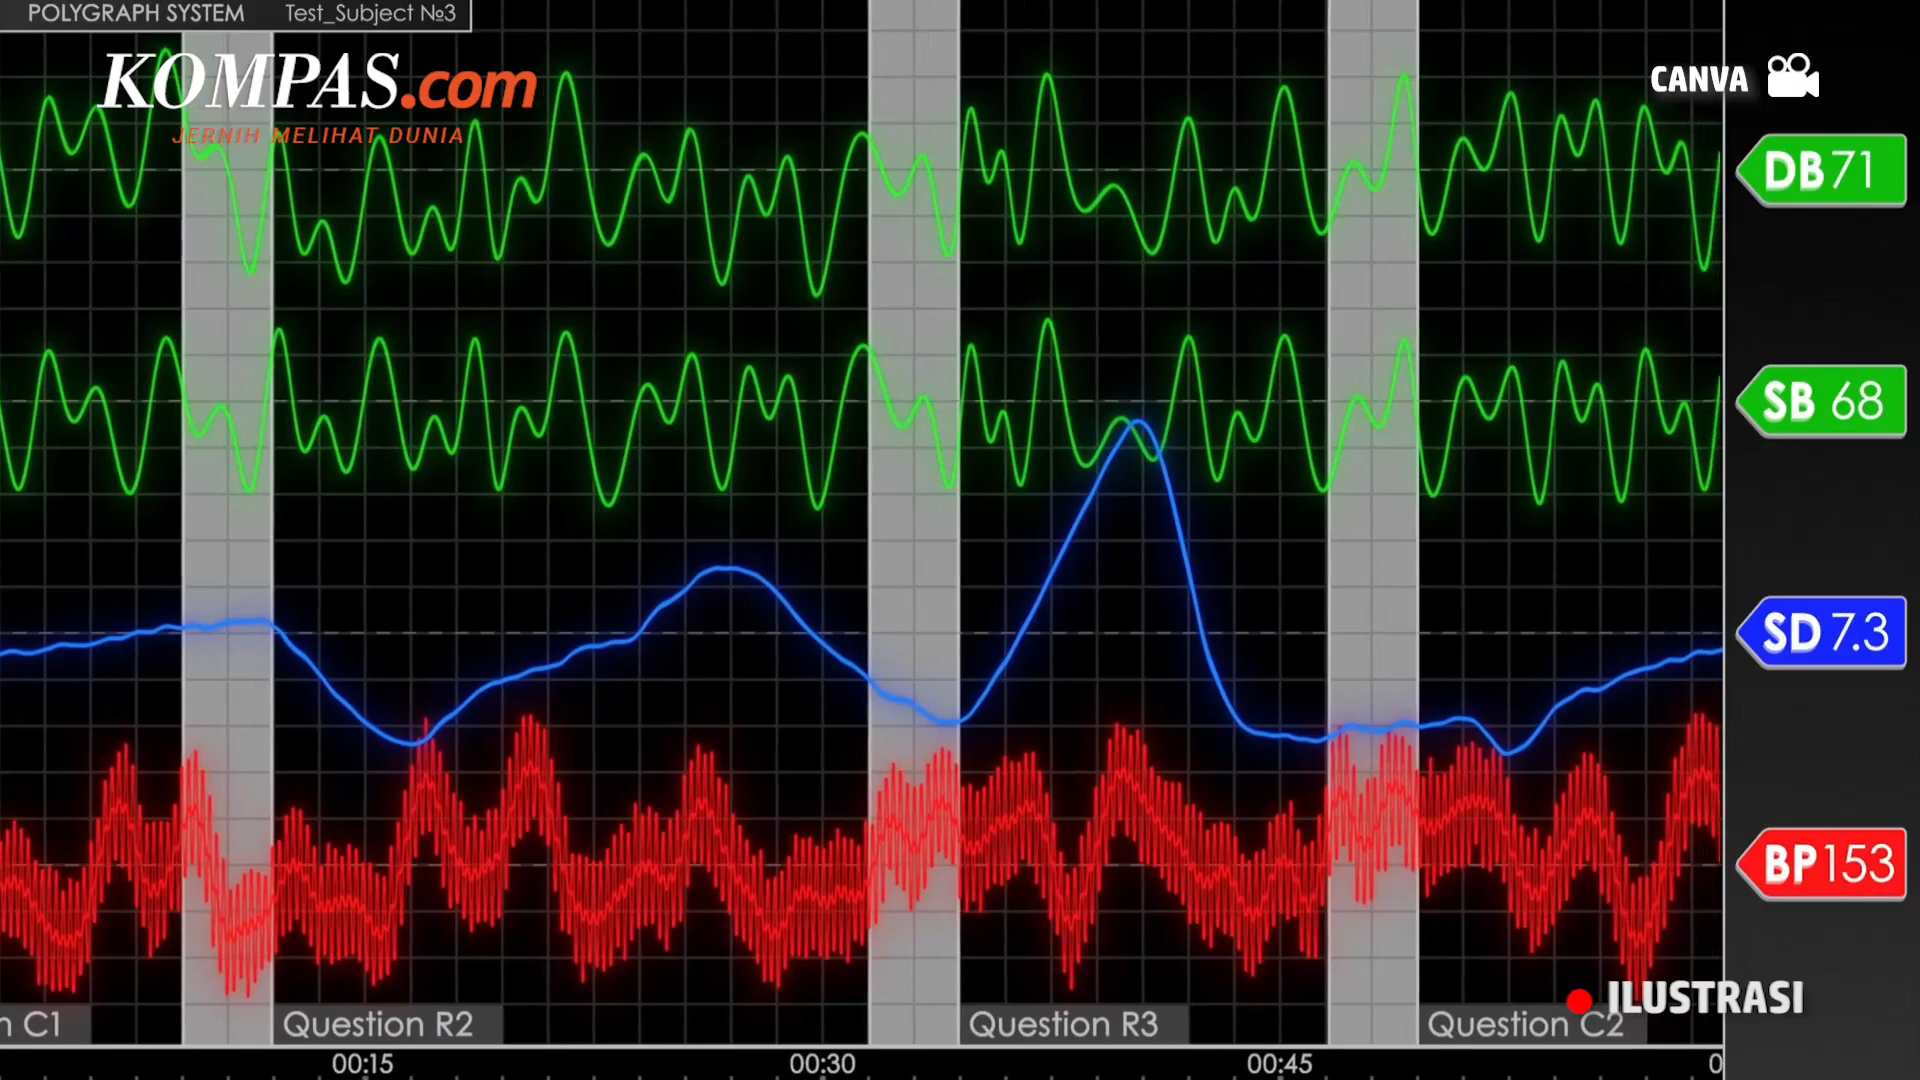 POLYGRAPH SYSTEM Test_Subject №3
KOMPAS.com
JERNIH MELIHAT DUNIA
CANVA
DB 71
SB 68
SD 7.3
BP 153
ILUSTRASI
n C1 Question R2 Question R3 Question C2
00:15 00:30 00:45 0